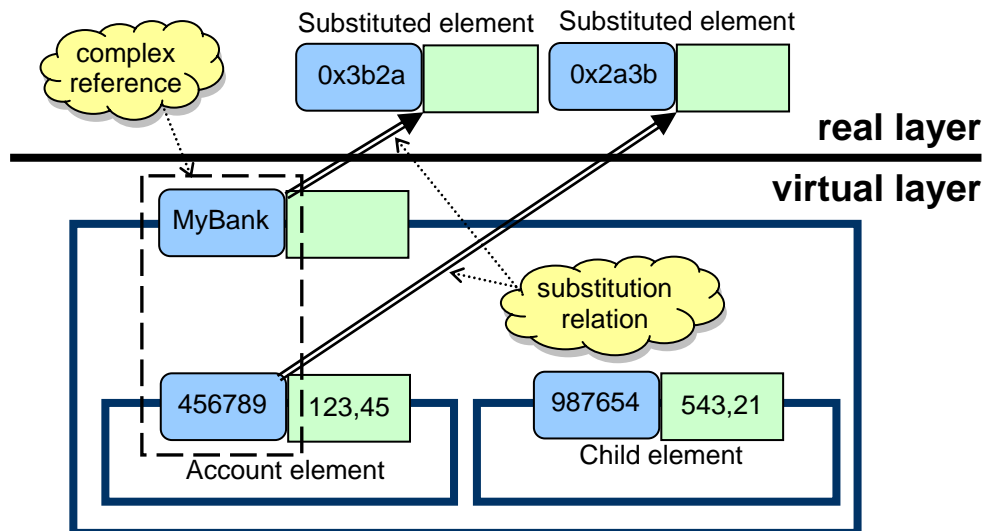 Substituted element
Substituted element
complex
reference
0x3b2a
0x2a3b
real layer
virtual layer
MyBank
substitution
relation
456789
123,45
987654
543,21
Account element
Child element